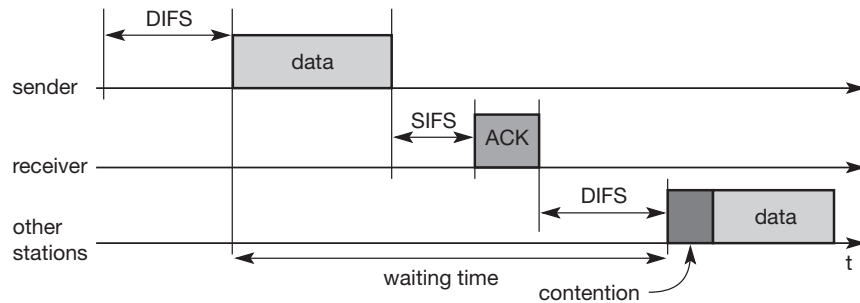 DIFS
data
sender
SIFS
ACK
receiver
DIFS
data
other
stations
t
waiting time
contention